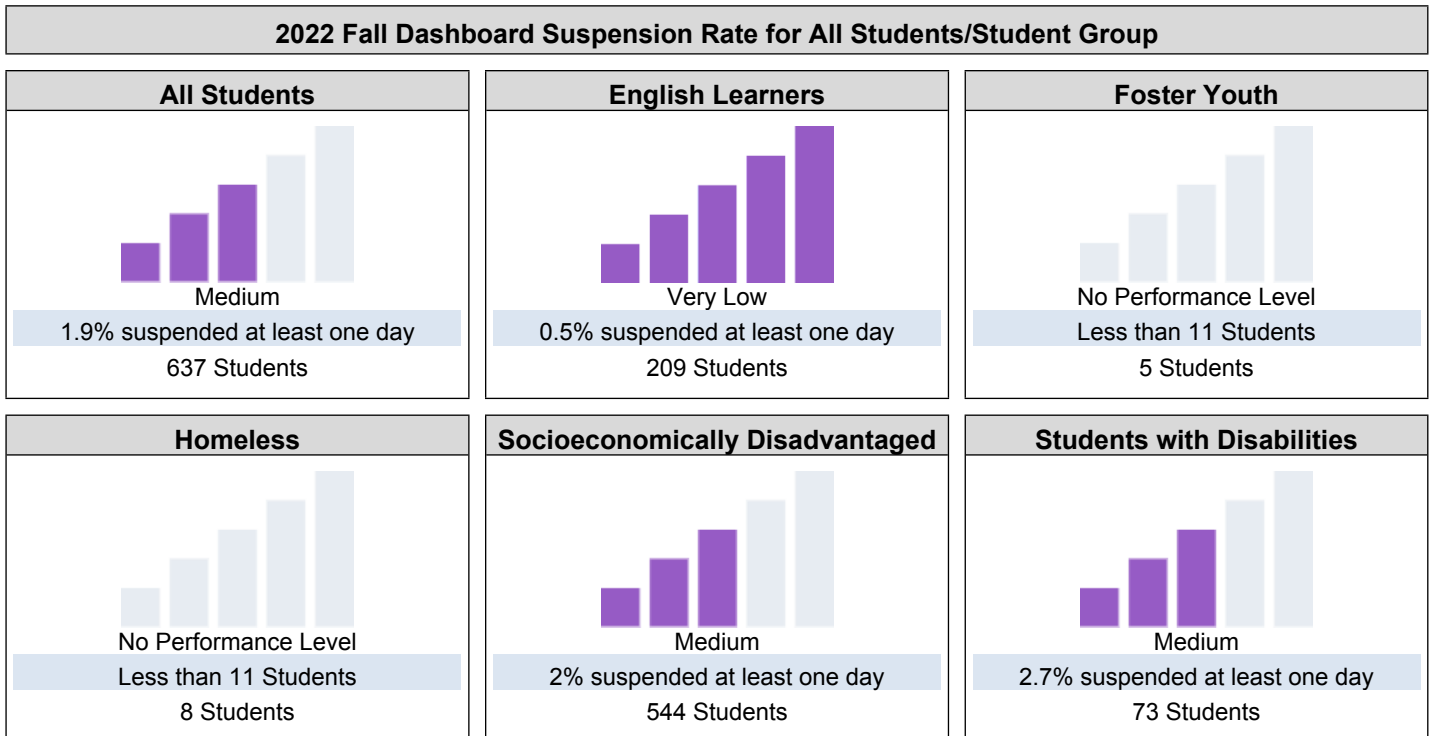 2022 Fall Dashboard Suspension Rate for All Students/Student Group
All Students
Medium
1.9% suspended at least one day
637 Students
English Learners
Very Low
0.5% suspended at least one day
209 Students
Foster Youth
No Performance Level
Less than 11 Students
5 Students
Homeless
No Performance Level
Less than 11 Students
8 Students
Socioeconomically Disadvantaged
Medium
2% suspended at least one day
544 Students
Students with Disabilities
Medium
2.7% suspended at least one day
73 Students